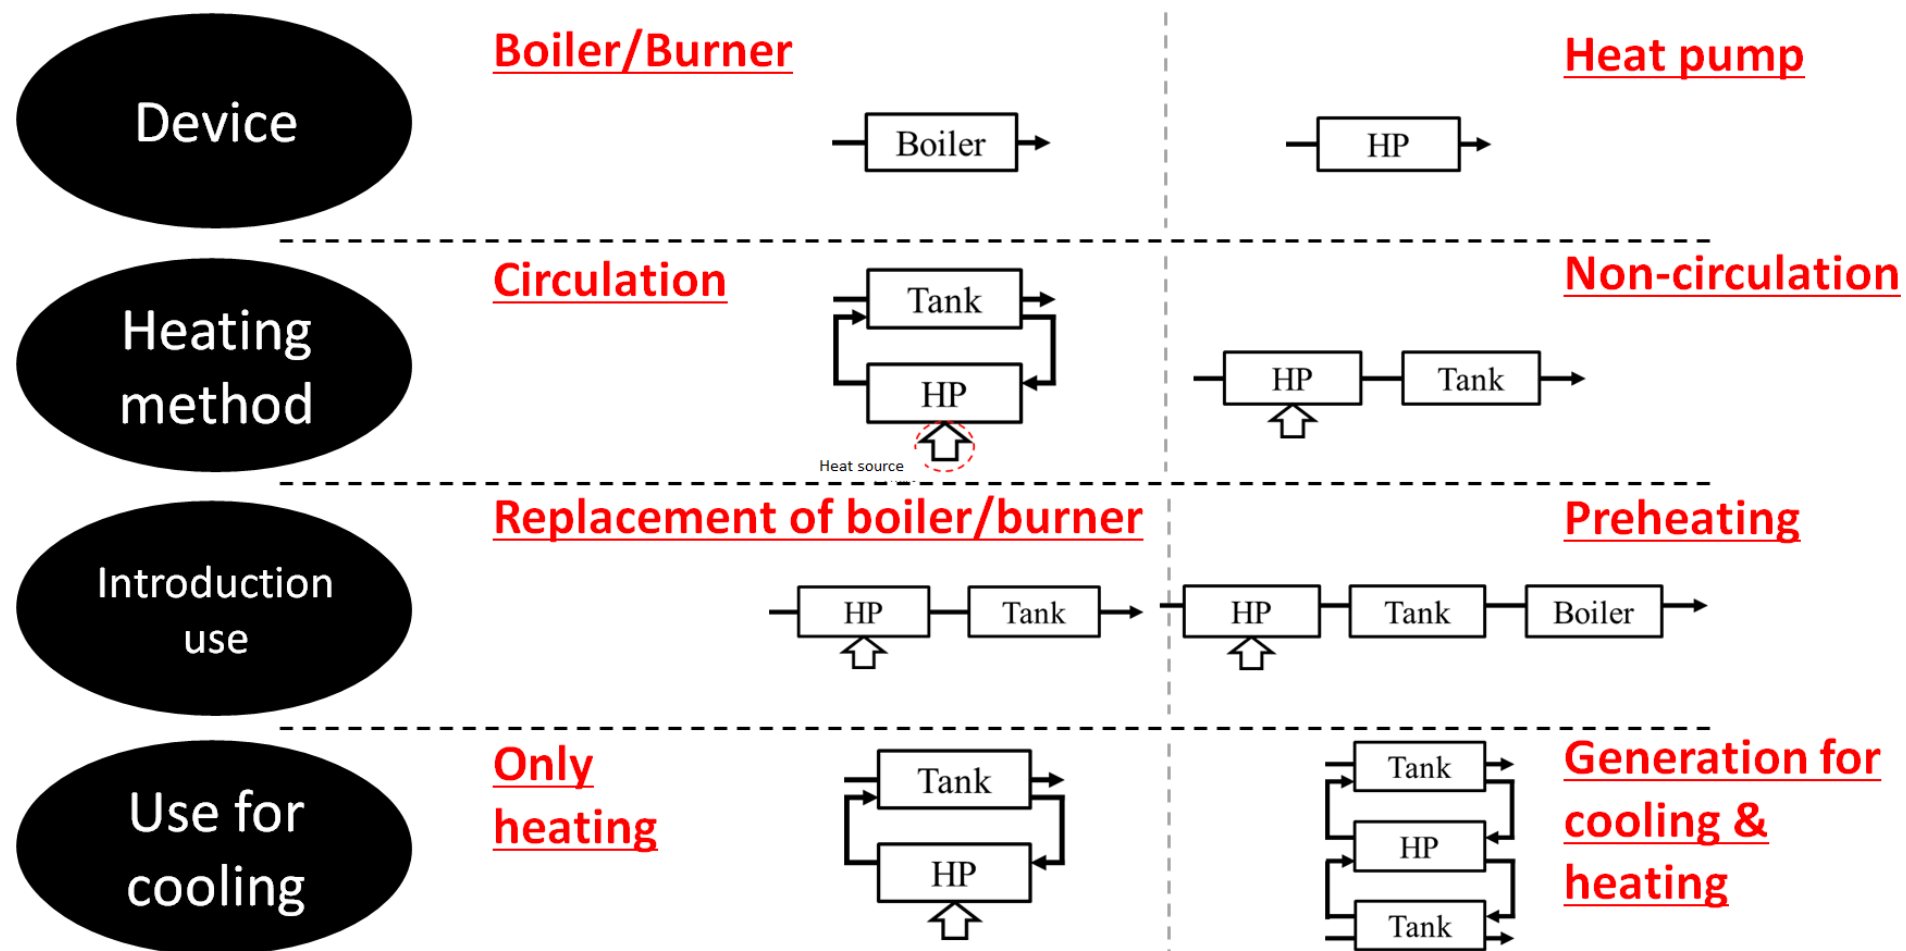 Device
Boiler/Burner
Boiler
Heat pump
HP
Heating
method
Circulation
Tank
HP
Heat source
Non-circulation
HP
Tank
Introduction
use
Replacement of boiler/burner
HP
Tank
Preheating
HP
Tank
Boiler
Use for
cooling
Only
heating
Tank
HP
Tank
HP
Tank
Generation for
cooling &
heating